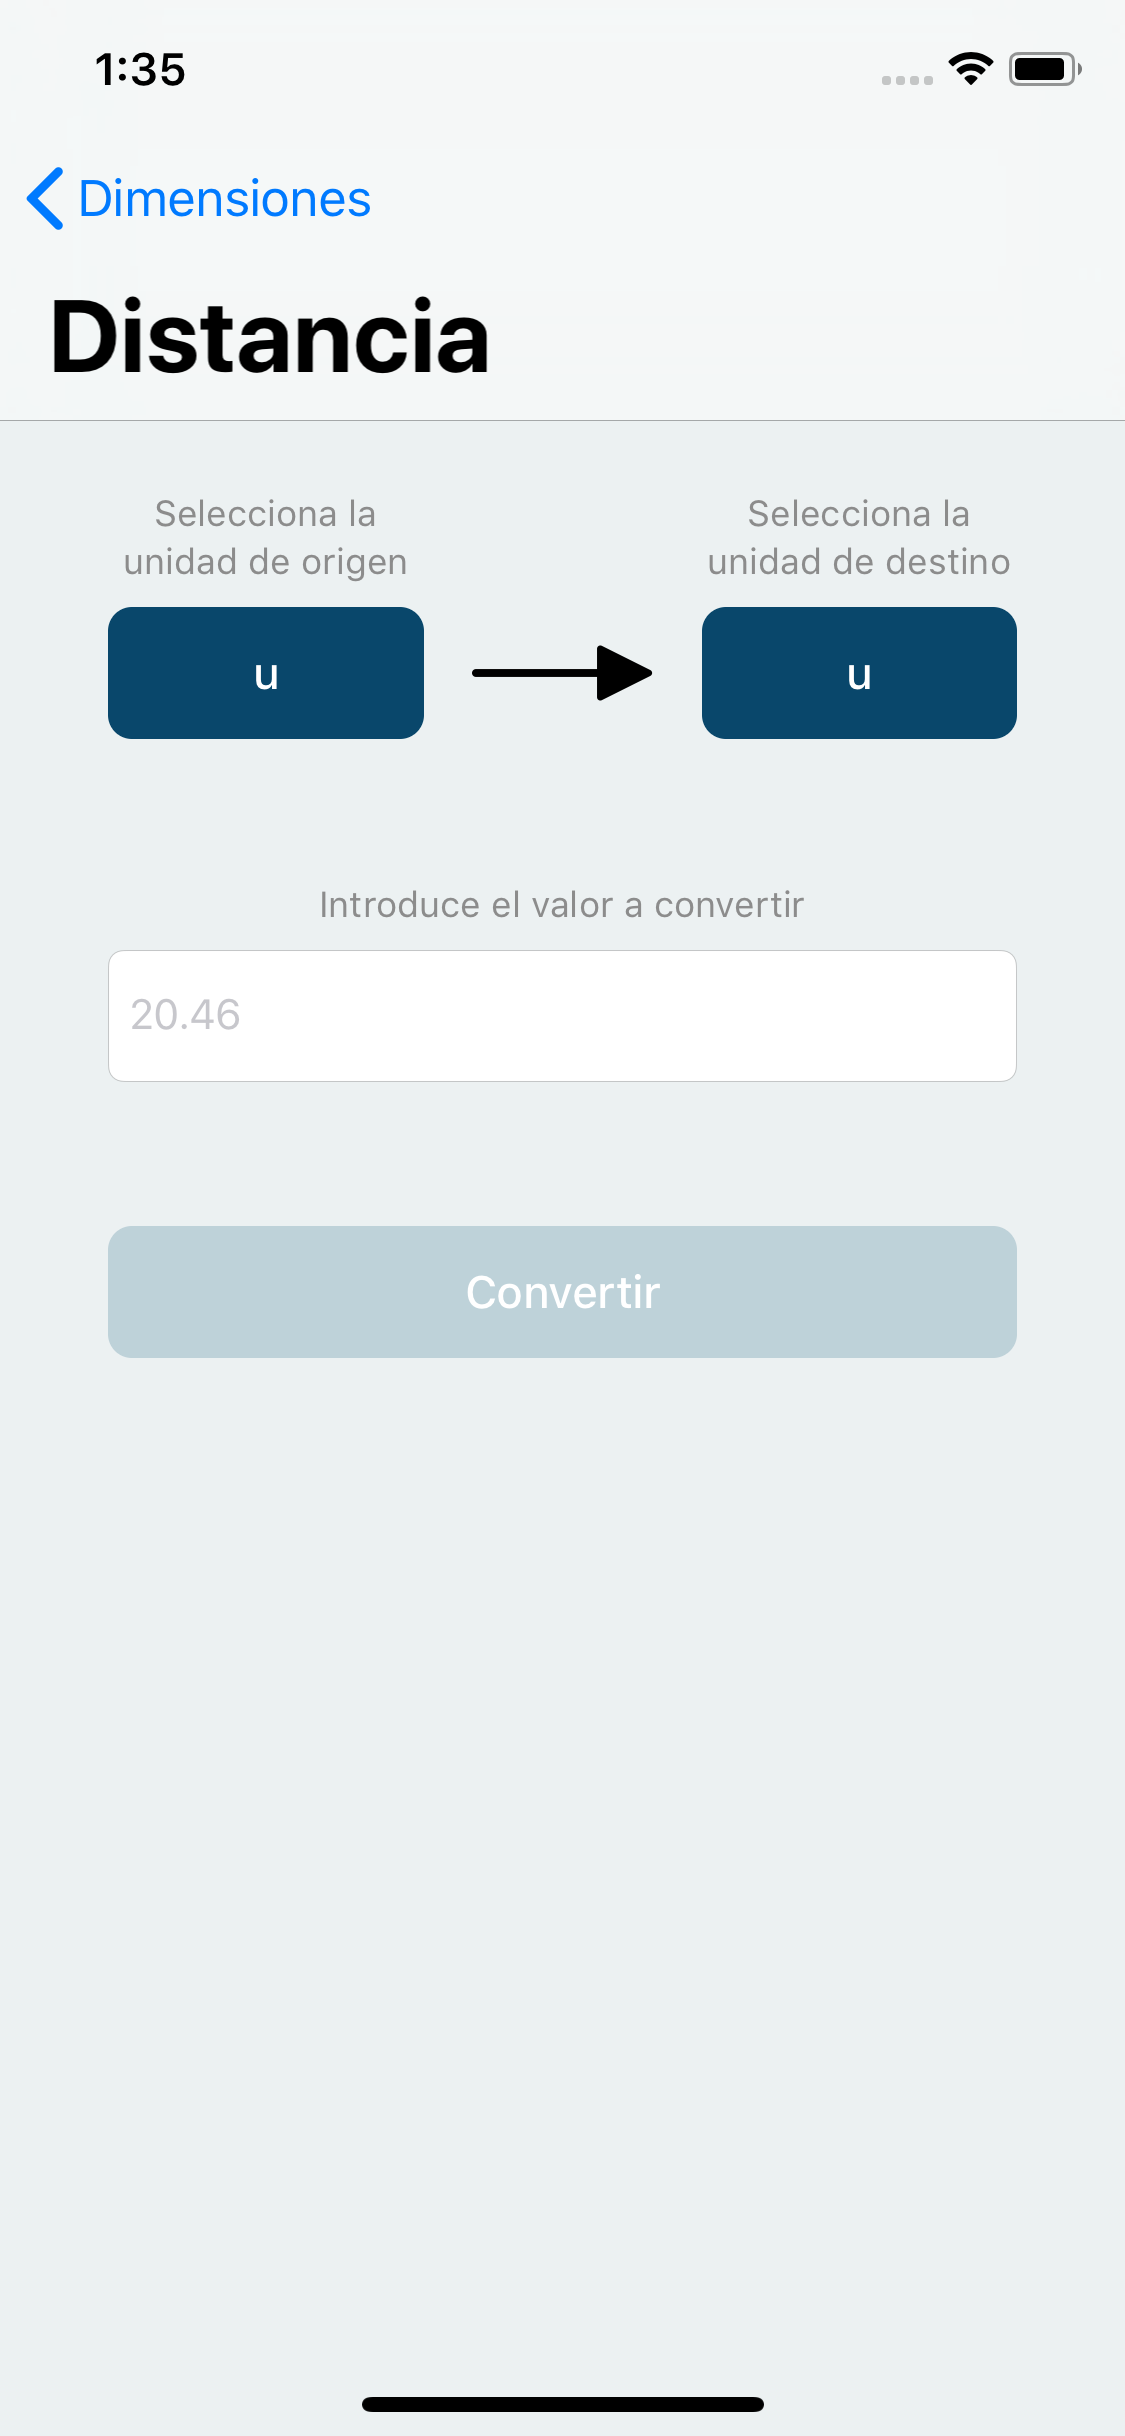 1:35
Dimensiones
Distancia
Selecciona la
unidad de origen
Selecciona la
unidad de destino
u
u
Introduce el valor a convertir
20.46
Convertir